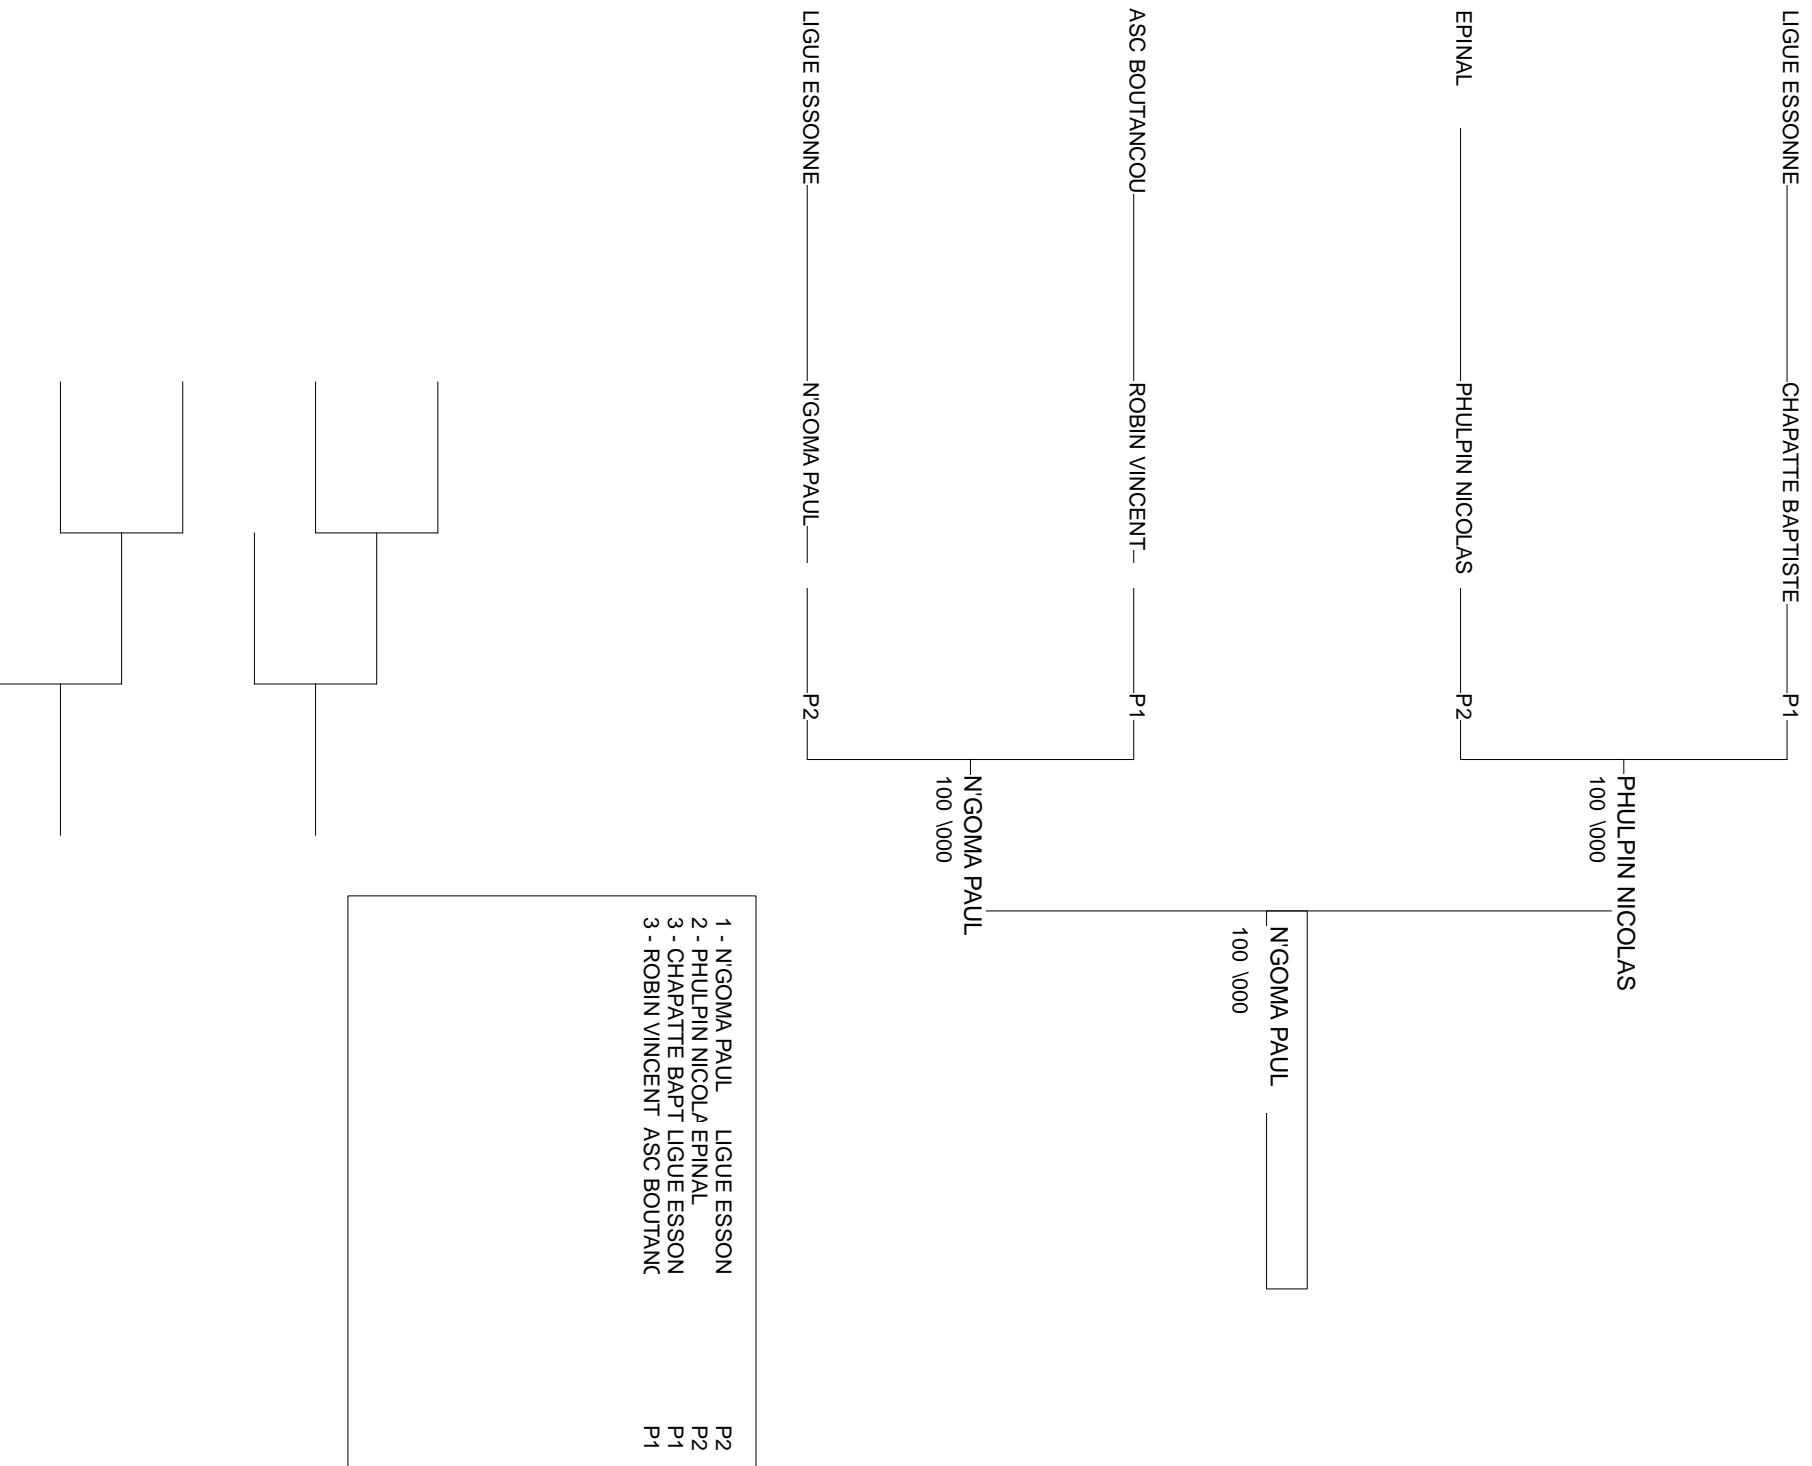 LIGUE ESSONNE CHAPATTE BAPTISTE P1
PHULPIN NICOLAS
100 \000
EPINAL PHULPIN NICOLAS P2
N'GOMA PAUL
100 \000
ASC BOUTANCOU ROBIN VINCENT P1
N'GOMA PAUL
100 \000
LIGUE ESSONNE N'GOMA PAUL P2
1 - N'GOMA PAUL LIGUE ESSON P2
2 - PHULPIN NICOLA EPINAL P2
3 - CHAPATTE BAPT LIGUE ESSON P1
3 - ROBIN VINCENT ASC BOUTANC P1